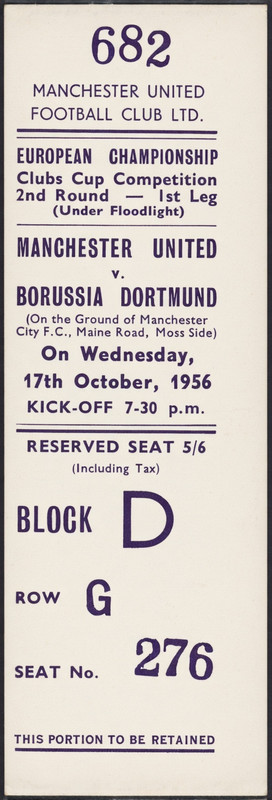 682
MANCHESTER UNITED
FOOTBALL CLUB LTD.
EUROPEAN CHAMPIONSHIP
Clubs Cup Competition
2nd Round — 1st Leg
(Under Floodlight)
MANCHESTER UNITED
v.
BORUSSIA DORTMUND
(On the Ground of Manchester
City F.C., Maine Road, Moss Side)
On Wednesday,
17th October, 1956
KICK-OFF 7-30 p.m.
RESERVED SEAT 5/6
(Including Tax)
BLOCK D
ROW G
SEAT No. 276
THIS PORTION TO BE RETAINED